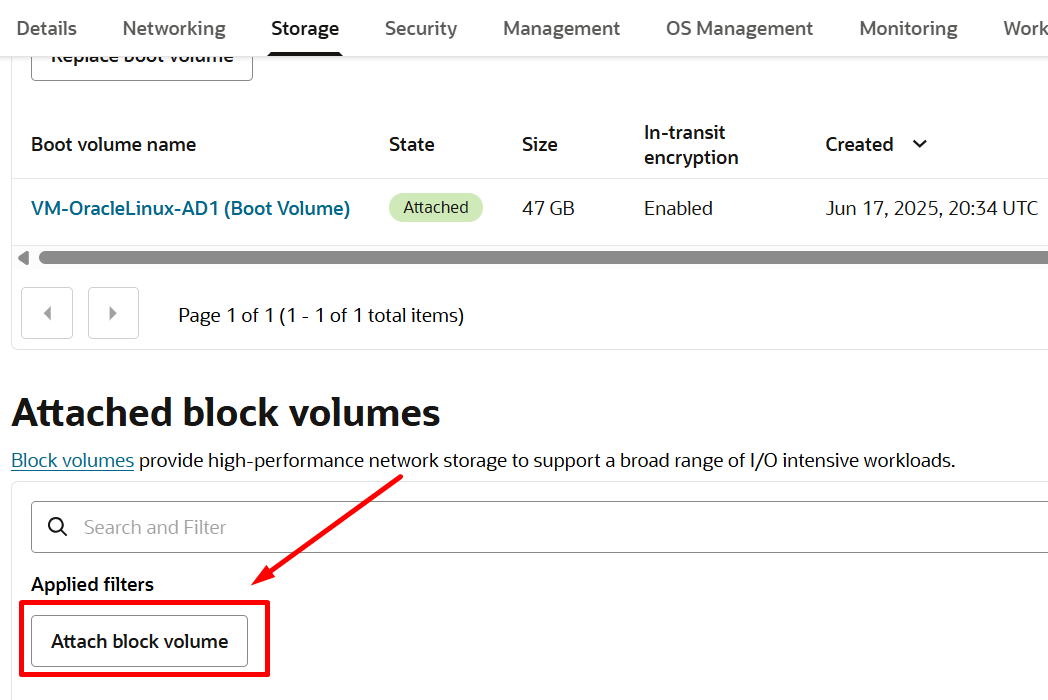 Details Networking Storage Security Management OS Management Monitoring Work
Replace boot volume
Boot volume name State Size In-transit encryption Created
VM-OracleLinux-AD1 (Boot Volume) Attached 47 GB Enabled Jun 17, 2025, 20:34 UTC
Page 1 of 1 (1 - 1 of 1 total items)
Attached block volumes
Block volumes provide high-performance network storage to support a broad range of I/O intensive workloads.
Search and Filter
Applied filters
Attach block volume